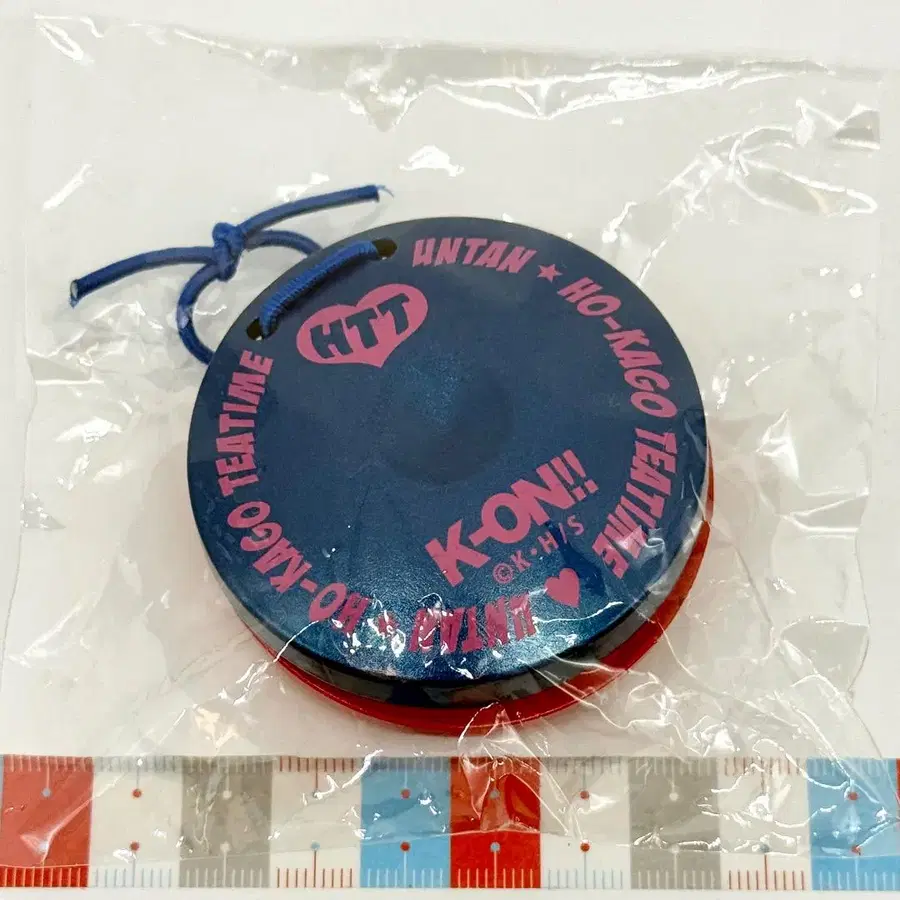 UNTAN ★ HO-KAGO TEATIME
♥ UNTAN ★ HO-KAGO TEATIME
HTT
K-ON!!
©K・H/S